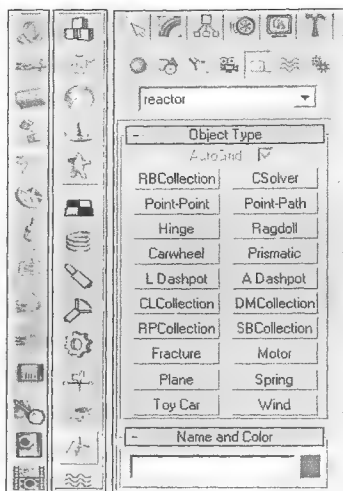 reactor
- Object Type
AutoGrid
RBCollection CSolver
Point-Point Point-Path
Hinge Ragdoll
Carwheel Prismatic
L Dashpot A Dashpot
CLCollection DMCollection
RPCollection SBCollection
Fracture Motor
Plane Spring
Toy Car Wind
- Name and Color